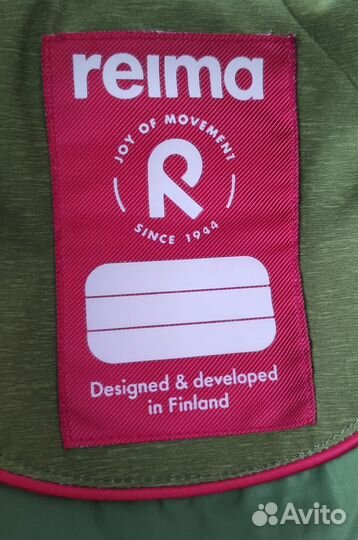 reima
JOY OF MOVEMENT
SINCE 1944
Designed & developed
in Finland
Avito